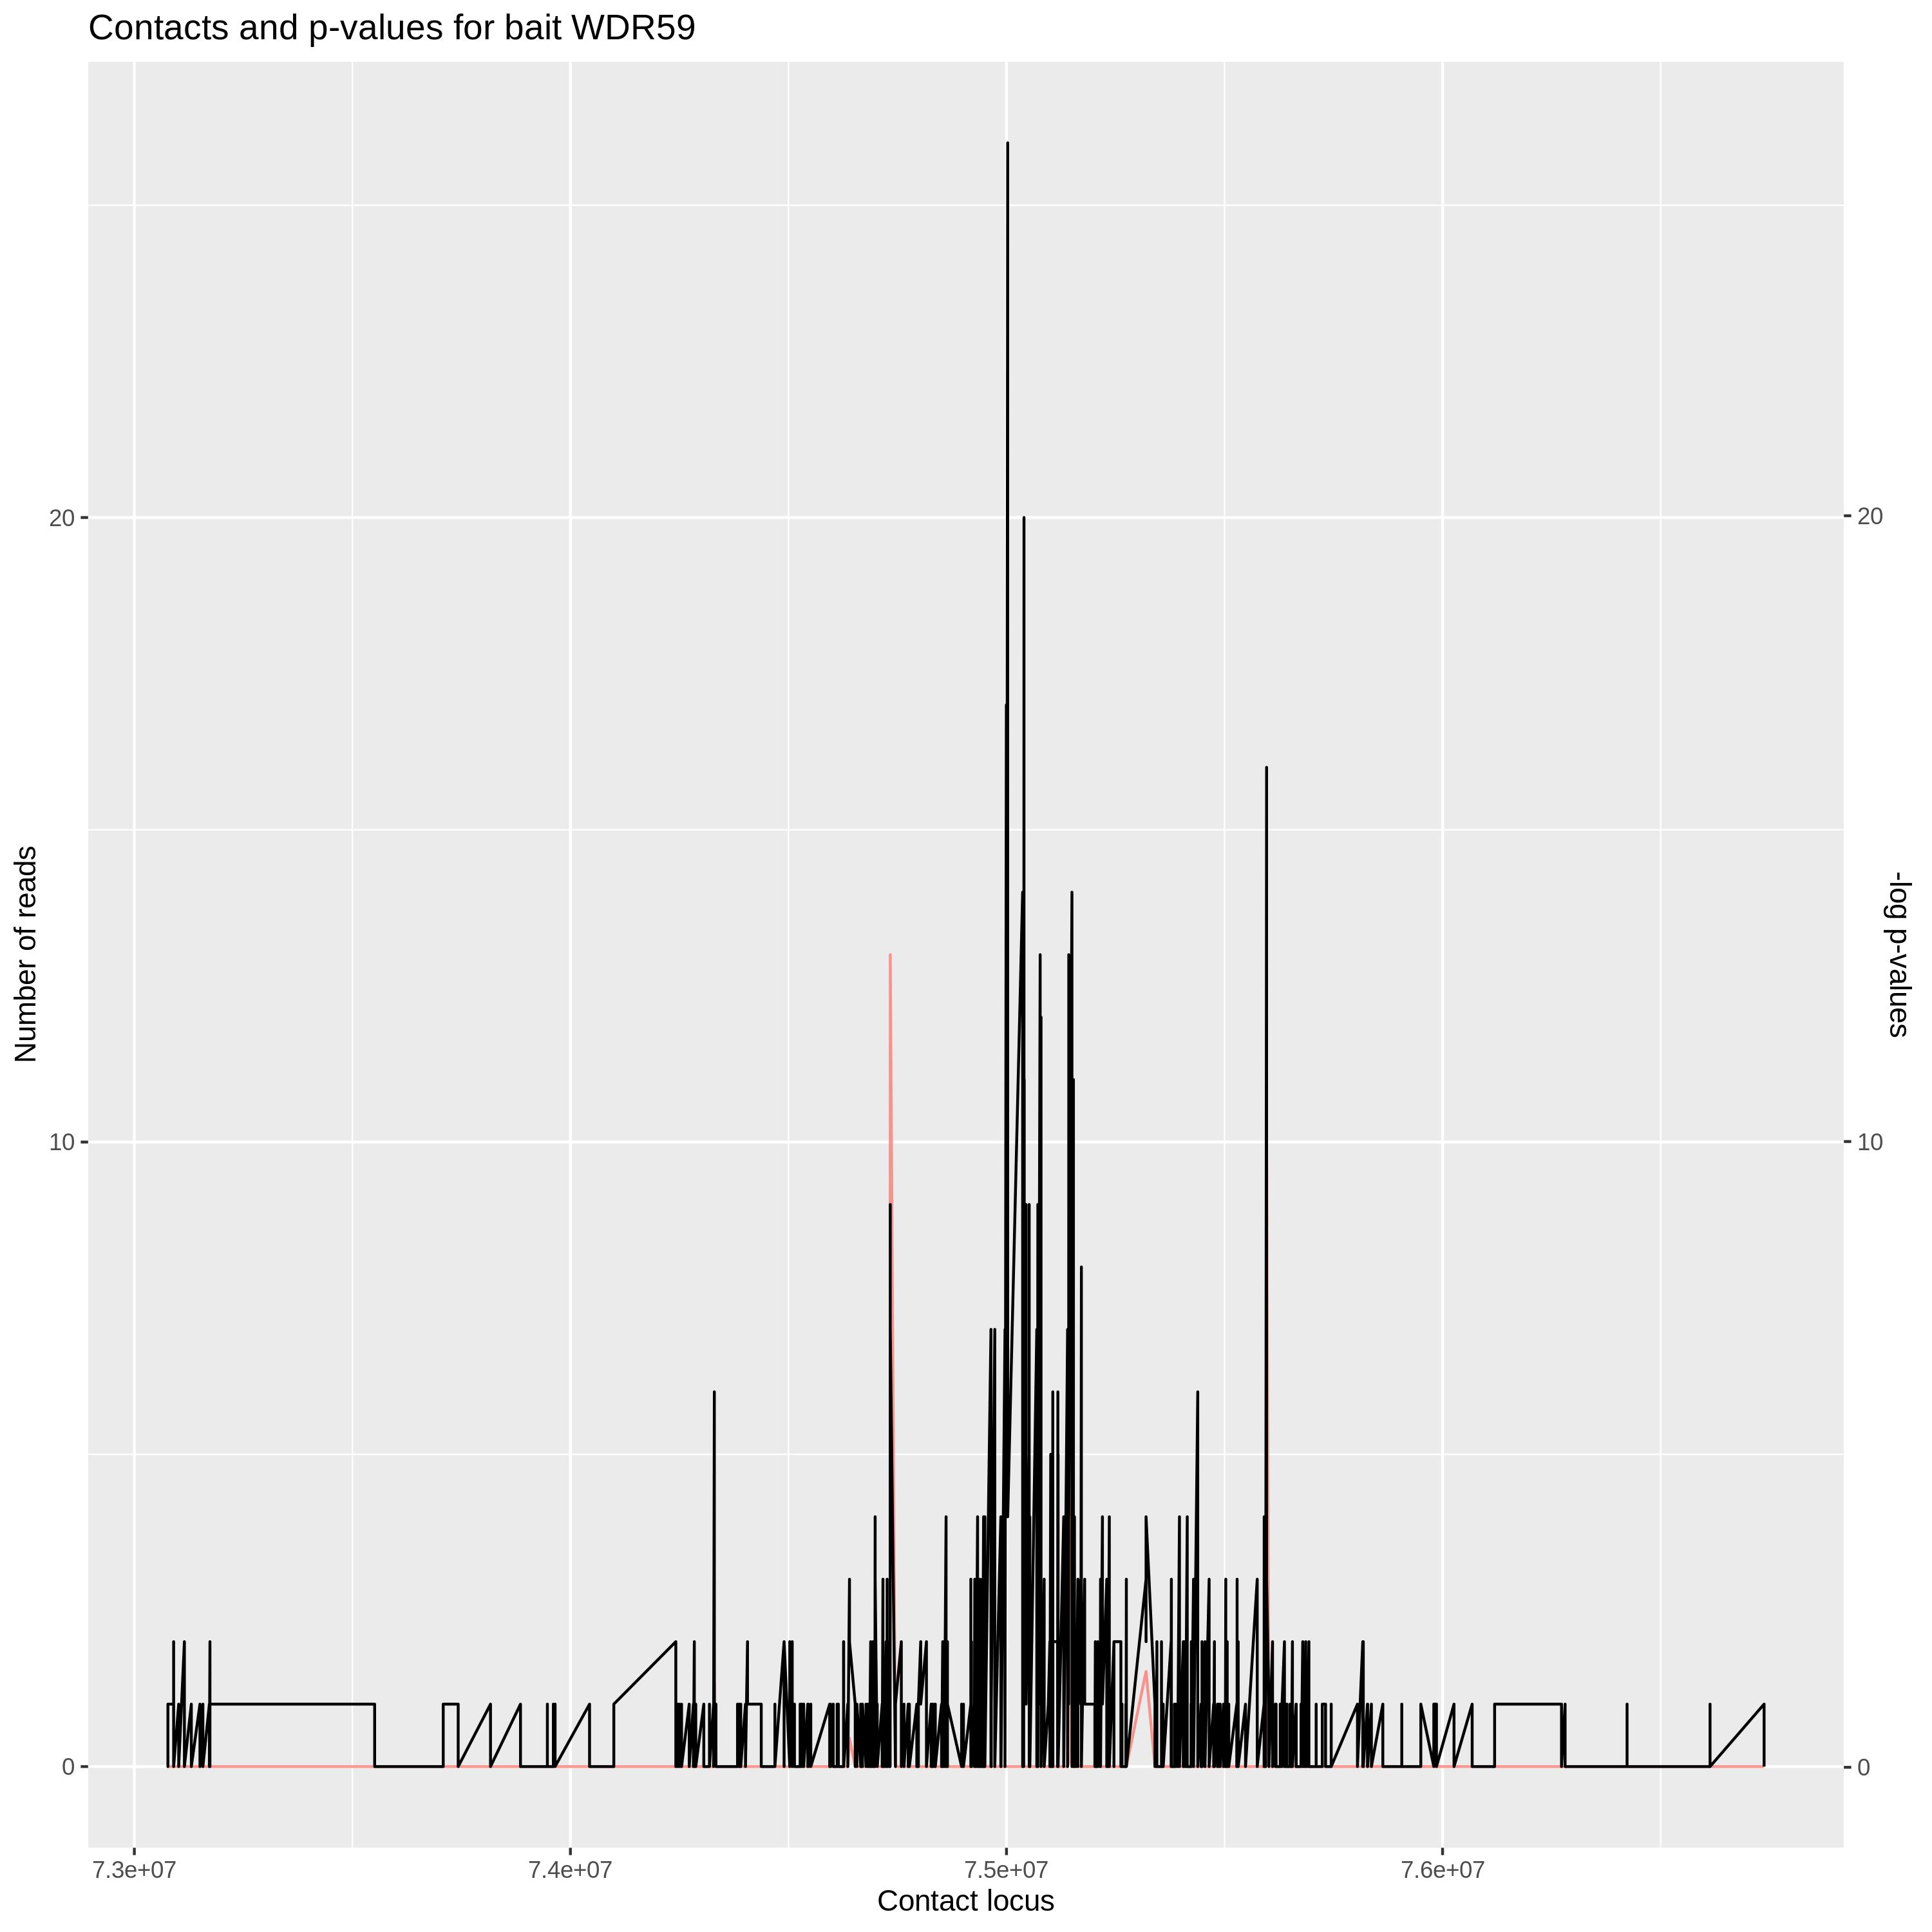 Contacts and p-values for bait WDR59
Number of reads
20
10
0
20
10
0
-log p-values
7.3e+07
7.4e+07
7.5e+07
7.6e+07
Contact locus